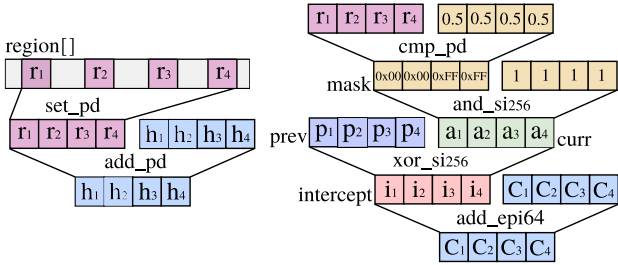 region[]
r1 r2 r3 r4
set_pd
r1 r2 r3 r4 h1 h2 h3 h4
add_pd
h1 h2 h3 h4
r1 r2 r3 r4 0.5 0.5 0.5 0.5
cmp_pd
mask 0x00 0x00 0xFF 0xFF 1 1 1 1
and_si256
prev p1 p2 p3 p4 a1 a2 a3 a4 curr
xor_si256
intercept i1 i2 i3 i4 C1 C2 C3 C4
add_epi64
C1 C2 C3 C4